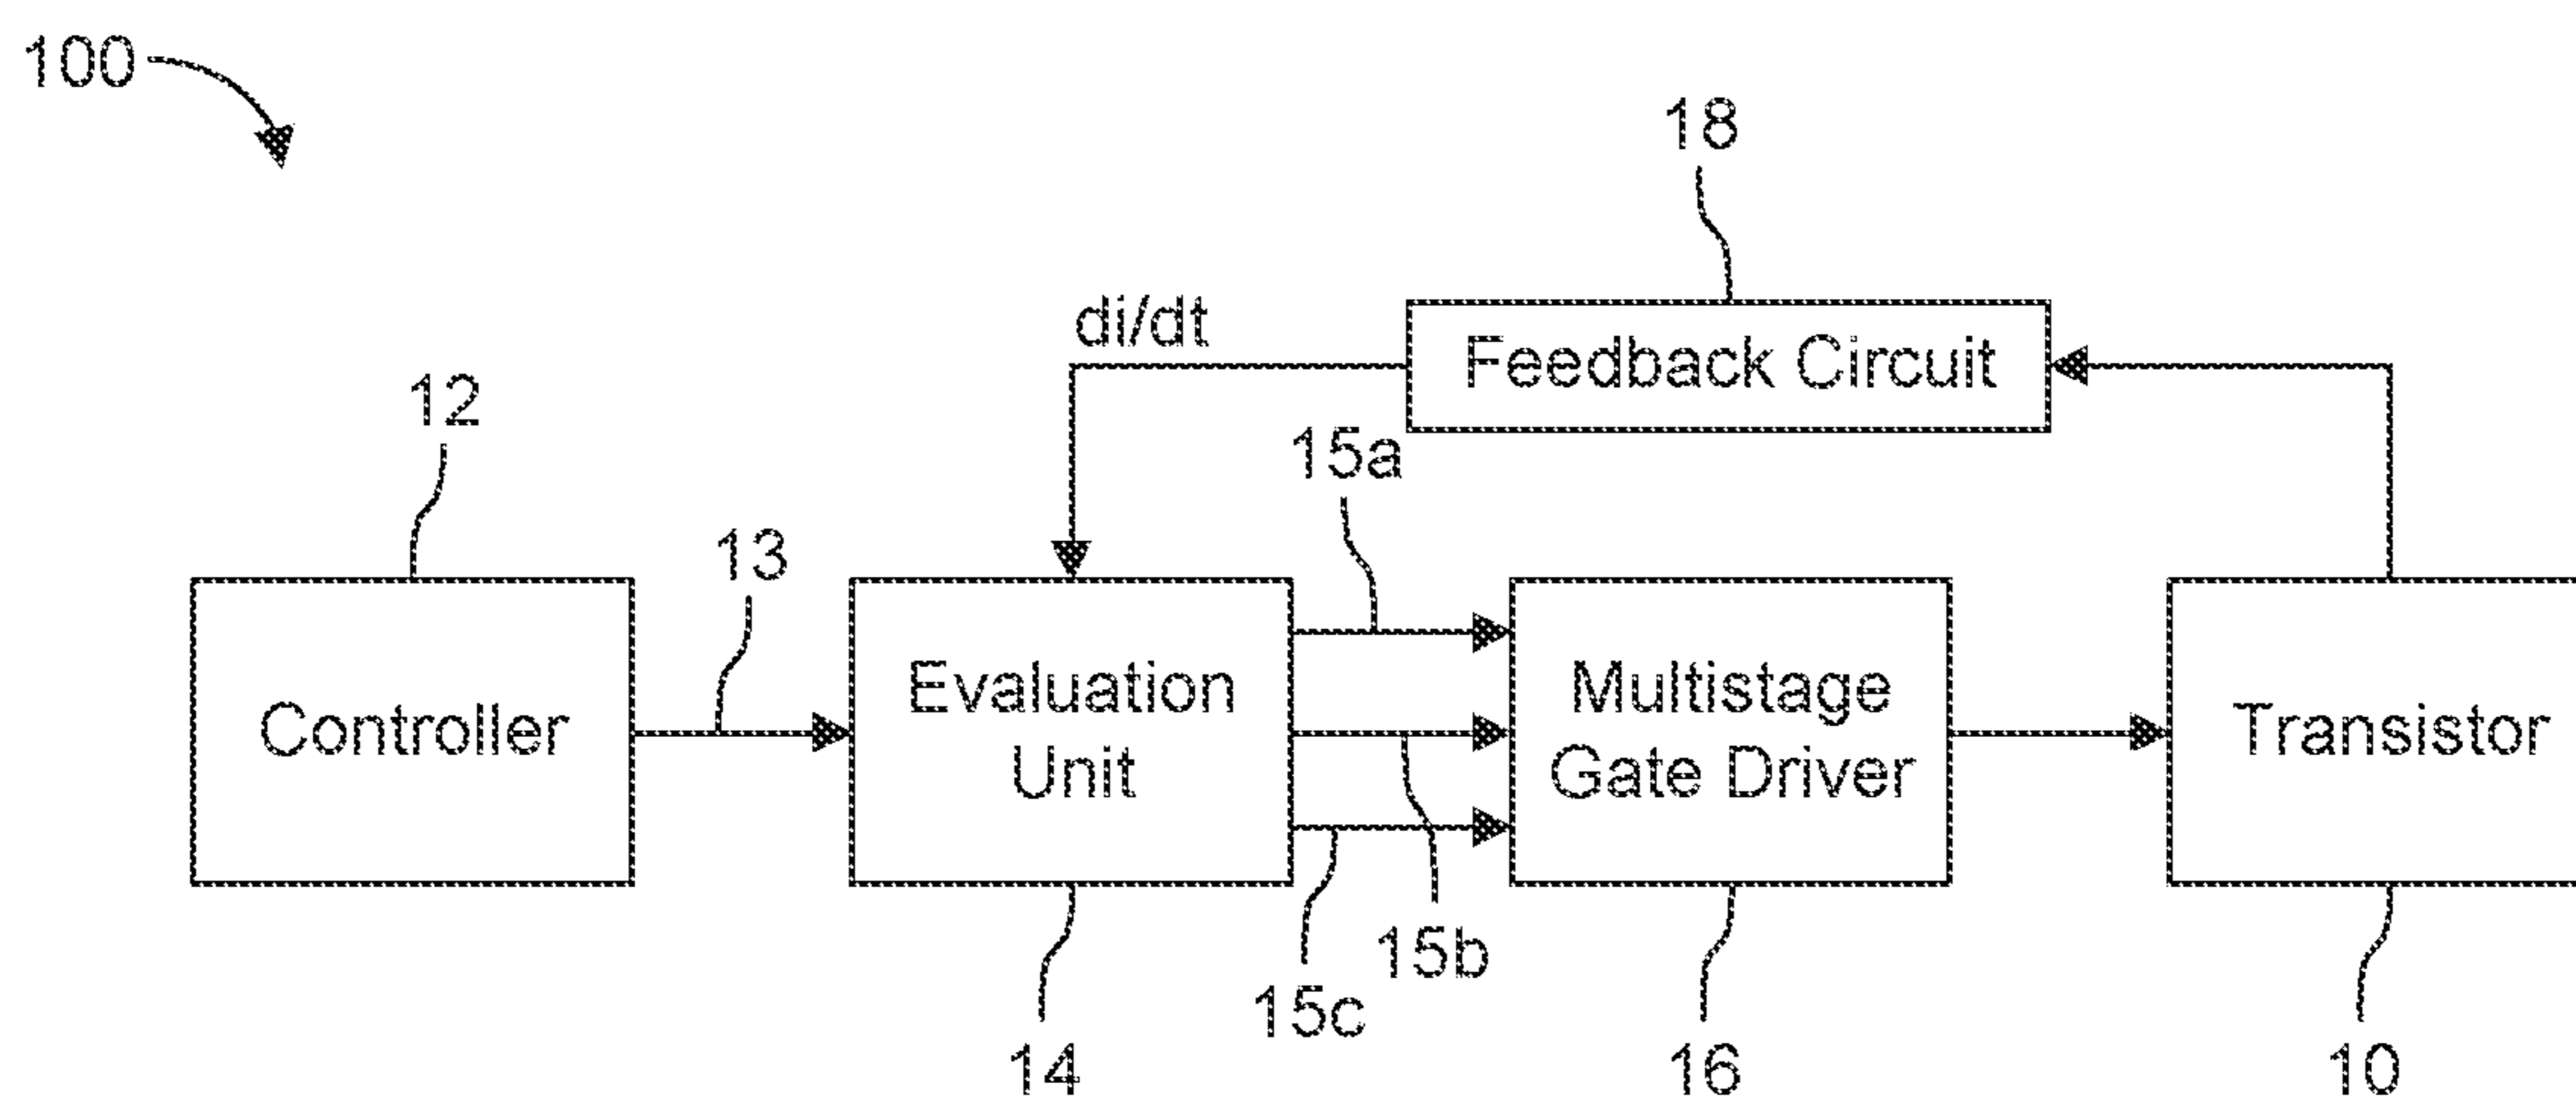 100
18
di/dt
Feedback Circuit
12
15a
13
Controller
Evaluation
Unit
Multistage
Gate Driver
Transistor
15b
15c
14
16
10